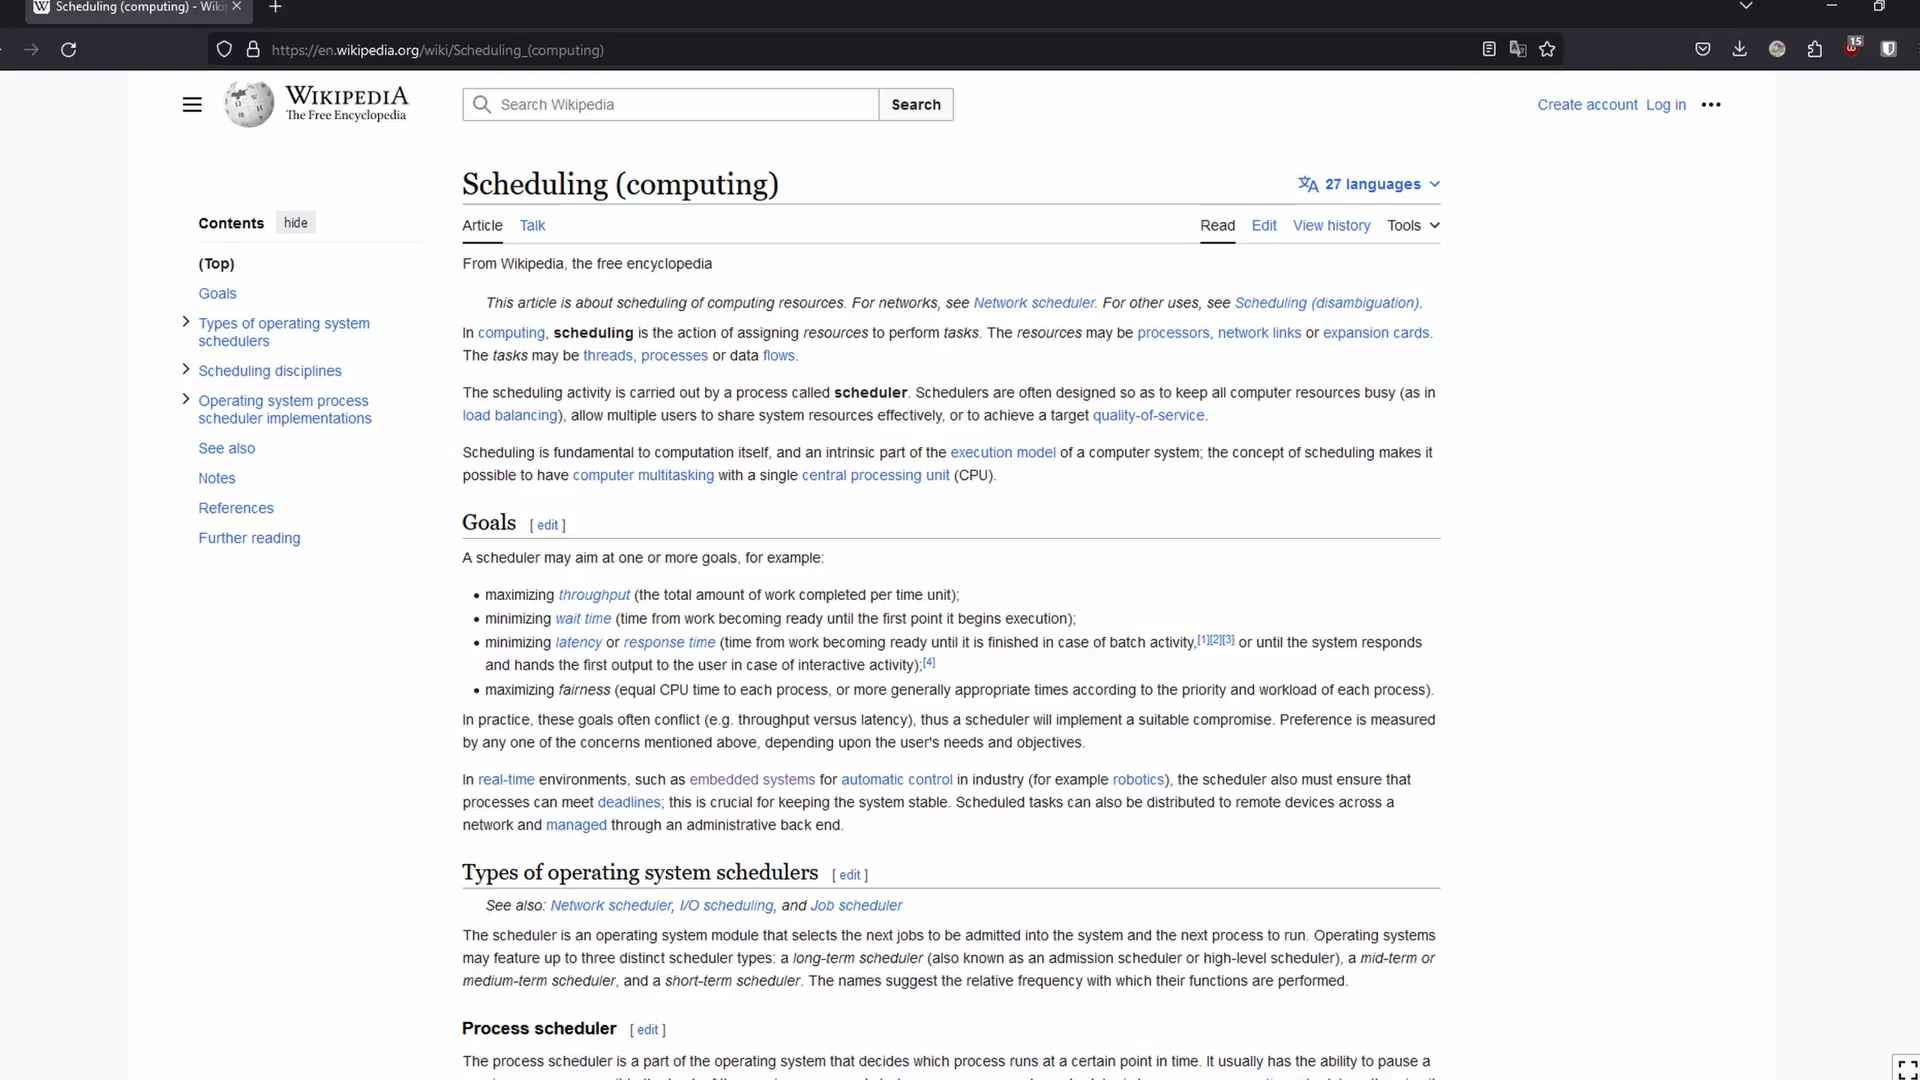 Scheduling (computing) - Wiki
https://en.wikipedia.org/wiki/Scheduling_(computing)
15
WIKIPEDIA
The Free Encyclopedia
Search Wikipedia
Search
Create account Log in
Scheduling (computing)
27 languages
Contents hide
Article Talk
Read Edit View history Tools
(Top)
Goals
Types of operating system
schedulers
Scheduling disciplines
Operating system process
scheduler implementations
See also
Notes
References
Further reading
From Wikipedia, the free encyclopedia
This article is about scheduling of computing resources. For networks, see Network scheduler. For other uses, see Scheduling (disambiguation).
In computing, scheduling is the action of assigning resources to perform tasks. The resources may be processors, network links or expansion cards.
The tasks may be threads, processes or data flows.
The scheduling activity is carried out by a process called scheduler. Schedulers are often designed so as to keep all computer resources busy (as in
load balancing), allow multiple users to share system resources effectively, or to achieve a target quality-of-service.
Scheduling is fundamental to computation itself, and an intrinsic part of the execution model of a computer system; the concept of scheduling makes it
possible to have computer multitasking with a single central processing unit (CPU).
Goals [ edit ]
A scheduler may aim at one or more goals, for example:
• maximizing throughput (the total amount of work completed per time unit);
• minimizing wait time (time from work becoming ready until the first point it begins execution);
• minimizing latency or response time (time from work becoming ready until it is finished in case of batch activity,[1][2][3] or until the system responds
and hands the first output to the user in case of interactive activity);[4]
• maximizing fairness (equal CPU time to each process, or more generally appropriate times according to the priority and workload of each process).
In practice, these goals often conflict (e.g. throughput versus latency), thus a scheduler will implement a suitable compromise. Preference is measured
by any one of the concerns mentioned above, depending upon the user's needs and objectives.
In real-time environments, such as embedded systems for automatic control in industry (for example robotics), the scheduler also must ensure that
processes can meet deadlines; this is crucial for keeping the system stable. Scheduled tasks can also be distributed to remote devices across a
network and managed through an administrative back end.
Types of operating system schedulers [ edit ]
See also: Network scheduler, I/O scheduling, and Job scheduler
The scheduler is an operating system module that selects the next jobs to be admitted into the system and the next process to run. Operating systems
may feature up to three distinct scheduler types: a long-term scheduler (also known as an admission scheduler or high-level scheduler), a mid-term or
medium-term scheduler, and a short-term scheduler. The names suggest the relative frequency with which their functions are performed.
Process scheduler [ edit ]
The process scheduler is a part of the operating system that decides which process runs at a certain point in time. It usually has the ability to pause a